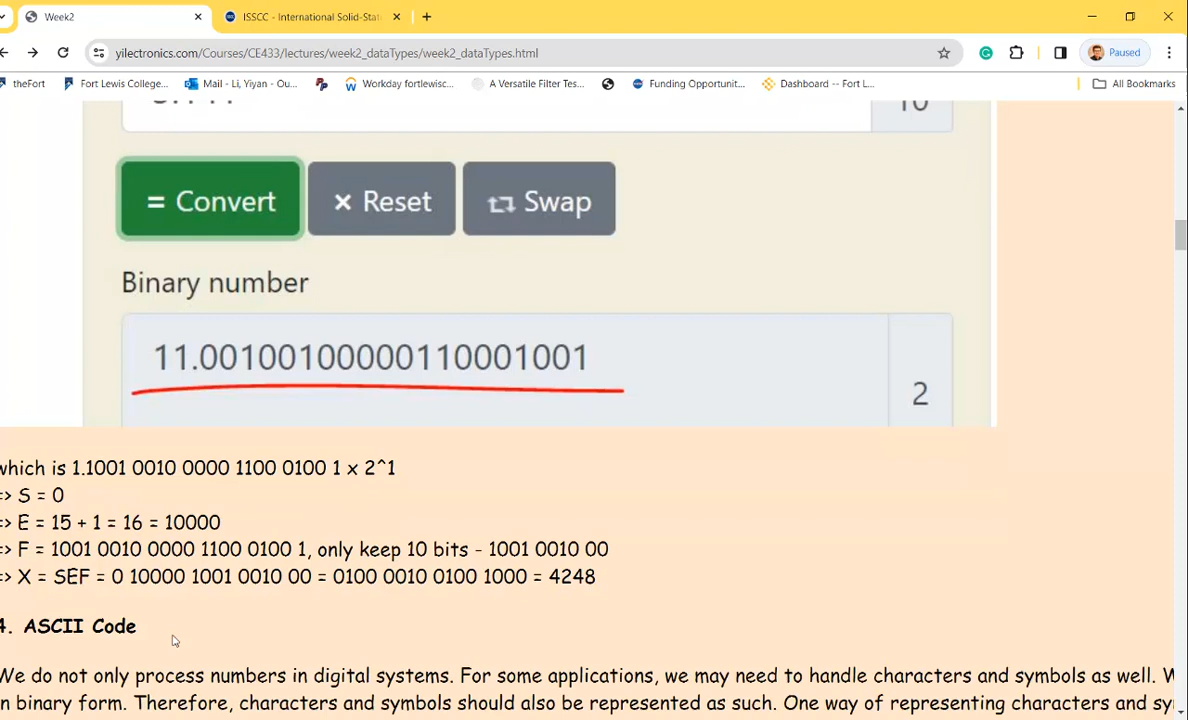 Week2
ISSCC - International Solid-Stat
yilectronics.com/Courses/CE433/lectures/week2_dataTypes/week2_dataTypes.html
Paused
theFort
Fort Lewis College...
Mail - Li, Yiyan - Ou...
Workday fortlewisc...
A Versatile Filter Tes...
Funding Opportunit...
Dashboard -- Fort L...
All Bookmarks
10
= Convert
× Reset
Swap
Binary number
11.00100100000110001001
2
which is 1.1001 0010 0000 1100 0100 1 x 2^1
=> S = 0
=> E = 15 + 1 = 16 = 10000
=> F = 1001 0010 0000 1100 0100 1, only keep 10 bits - 1001 0010 00
=> X = SEF = 0 10000 1001 0010 00 = 0100 0010 0100 1000 = 4248
4. ASCII Code
We do not only process numbers in digital systems. For some applications, we may need to handle characters and symbols as well. W
in binary form. Therefore, characters and symbols should also be represented as such. One way of representing characters and sy